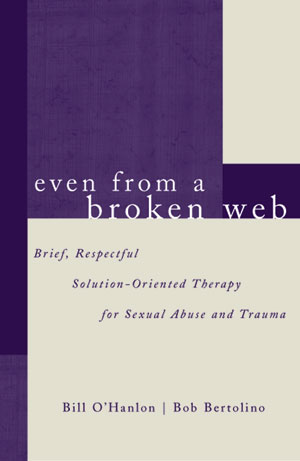 even from a
broken web
Brief, Respectful
Solution-Oriented Therapy
for Sexual Abuse and Trauma
Bill O'Hanlon | Bob Bertolino